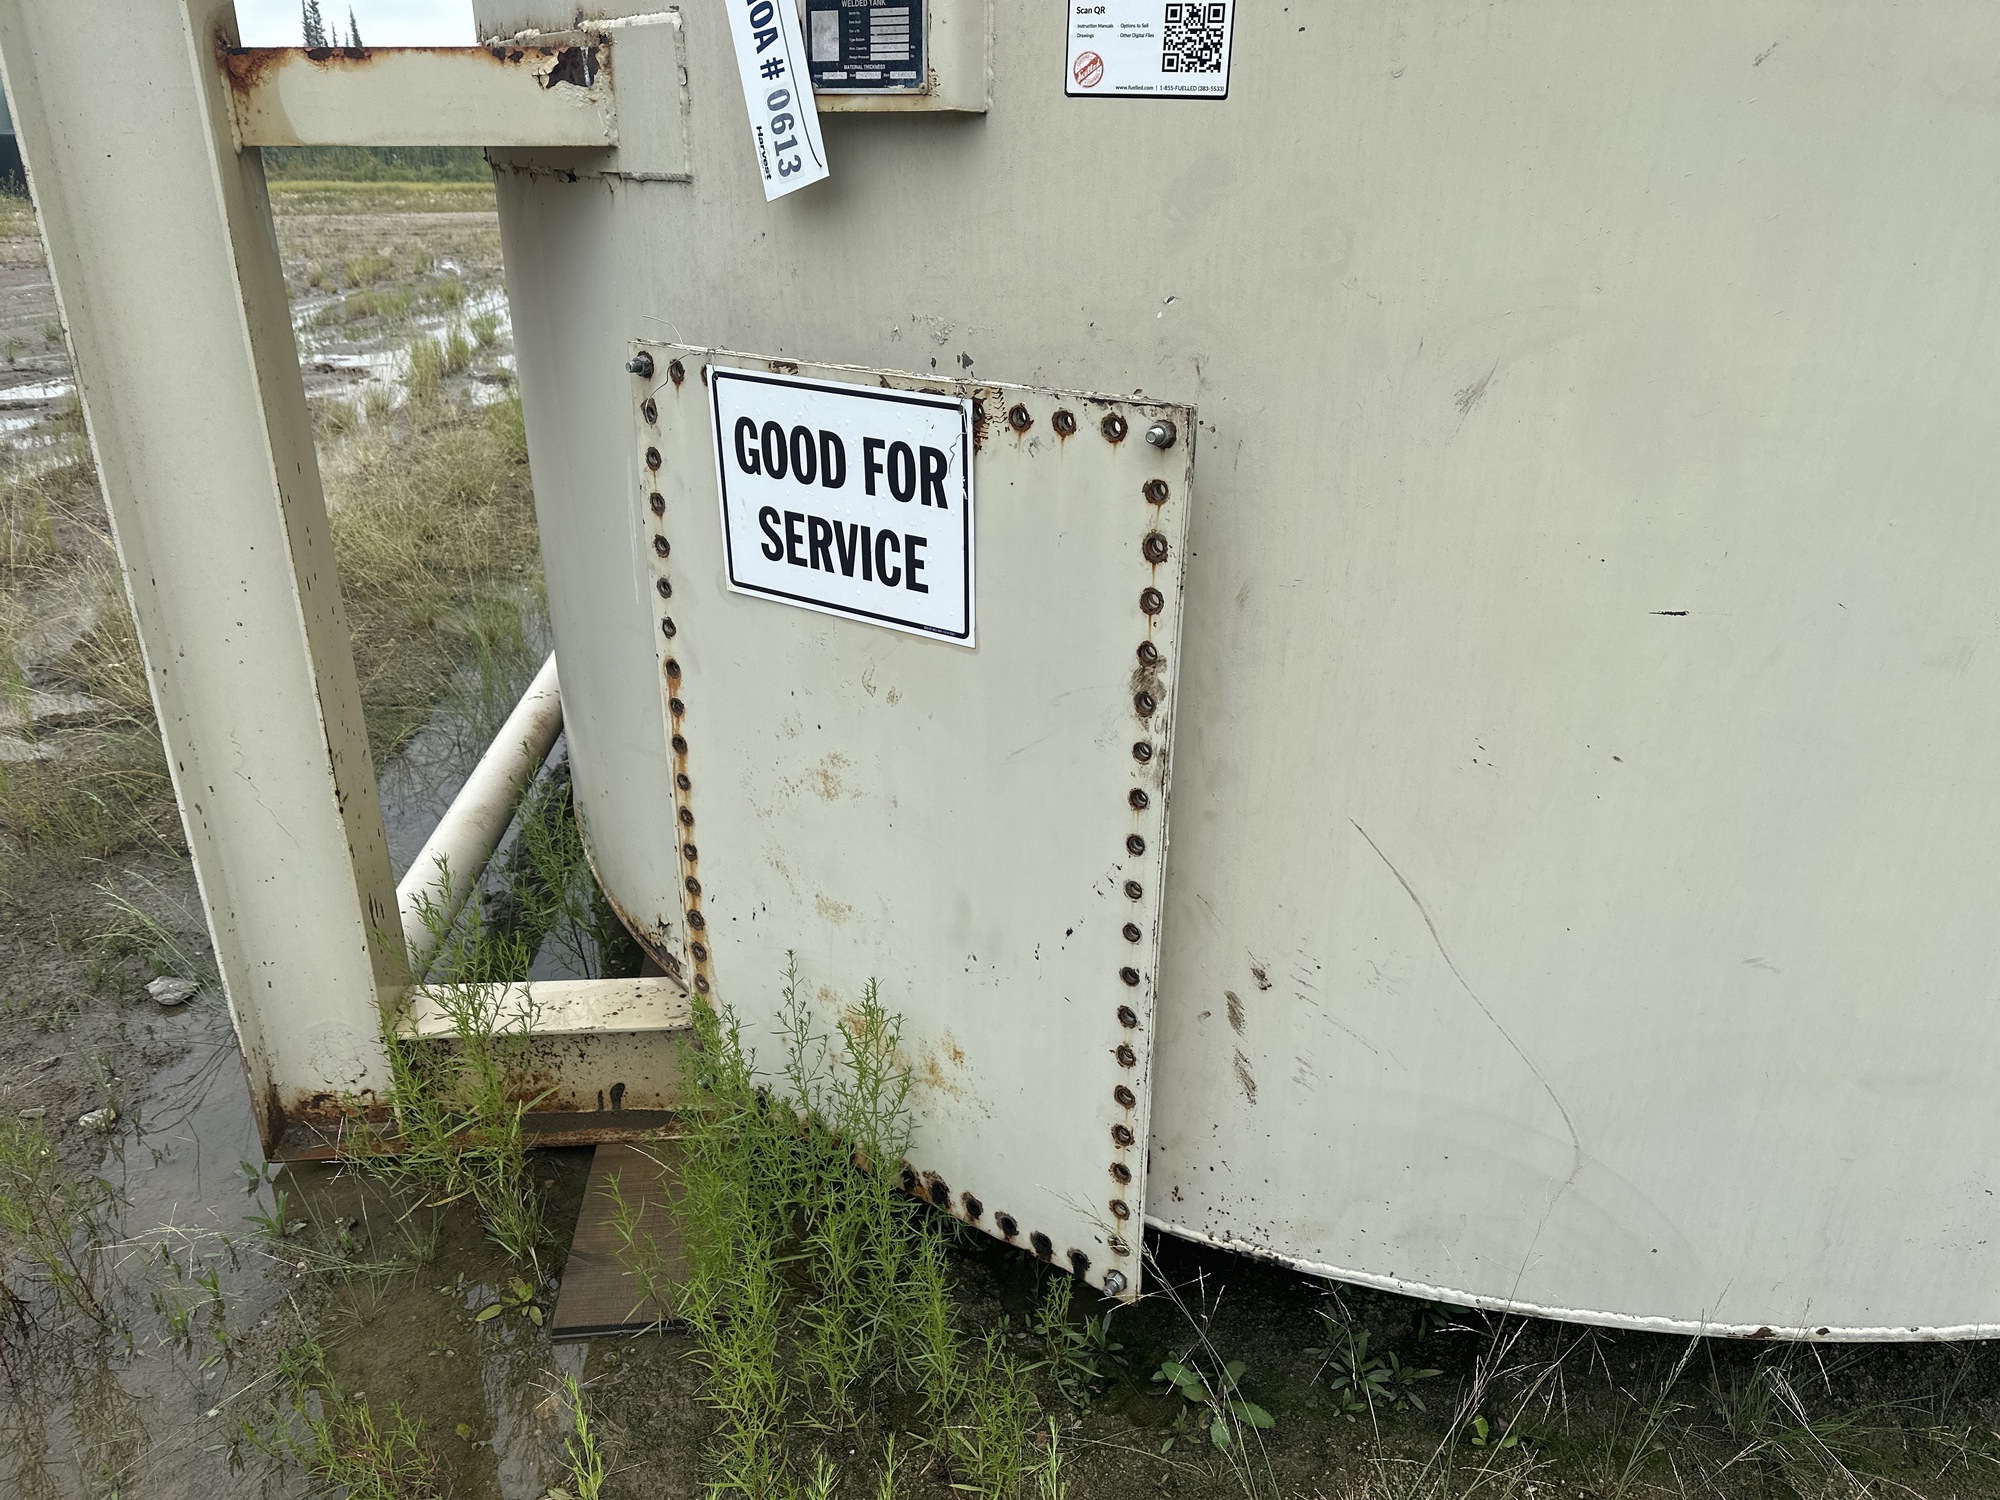 WELDED TANK
MATERIAL THICKNESS
OA # 0613
Harvest
Scan QR
· Instruction Manuals · Options to Sell
· Drawings · Other Digital Files
Fuelled
www.fuelled.com | 1-855-FUELLED (383-5533)
GOOD FOR
SERVICE